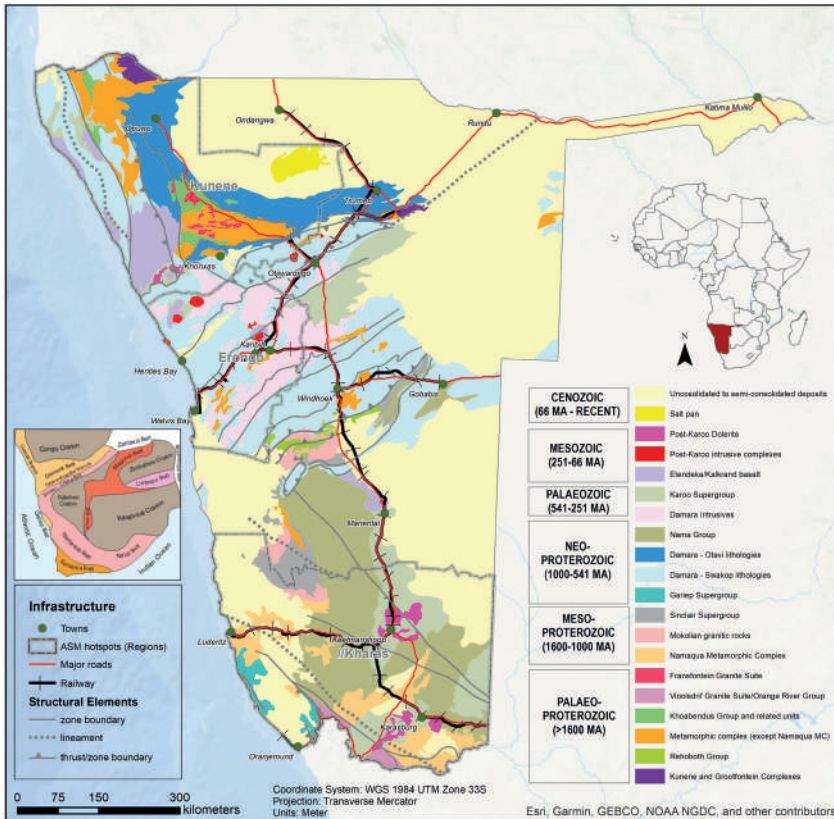 Ondangwa
Rundu
Katima Mulilo
Opuwo
Kunene
Tsumeb
Khorixas
Otjiwarongo
Karibib
Erongo
Henties Bay
Windhoek
Gobabis
Walvis Bay
Mariental
Luderitz
Keetmanshoop
//Kharas
Karasburg
Oranjemund
N
CENOZOIC
(66 MA - RECENT)
MESOZOIC
(251-66 MA)
PALAEOZOIC
(541-251 MA)
NEO-
PROTEROZOIC
(1000-541 MA)
MESO-
PROTEROZOIC
(1600-1000 MA)
PALAEO-
PROTEROZOIC
(>1600 MA)
Unconsolidated to semi-consolidated deposits
Salt pan
Post-Karoo Dolerite
Post-Karoo intrusive complexes
Etendeka/Kalkrand basalt
Karoo Supergroup
Damara Intrusives
Nama Group
Damara - Otavi lithologies
Damara - Swakop lithologies
Gariep Supergroup
Sinclair Supergroup
Mokolian granitic rocks
Namaqua Metamorphic Complex
Fransfontein Granite Suite
Vioolsdrif Granite Suite/Orange River Group
Khoabendus Group and related units
Metamorphic complex (except Namaqua MC)
Rehoboth Group
Kunene and Grootfontein Complexes
Congo Craton
Zimbabwe Craton
Kaapvaal Craton
Atlantic Ocean
Indian Ocean
Infrastructure
Towns
ASM hotspots (Regions)
Major roads
Railway
Structural Elements
zone boundary
lineament
thrust/zone boundary
0 75 150 300
kilometers
Coordinate System: WGS 1984 UTM Zone 33S
Projection: Transverse Mercator
Units: Meter
Esri, Garmin, GEBCO, NOAA NGDC, and other contributors